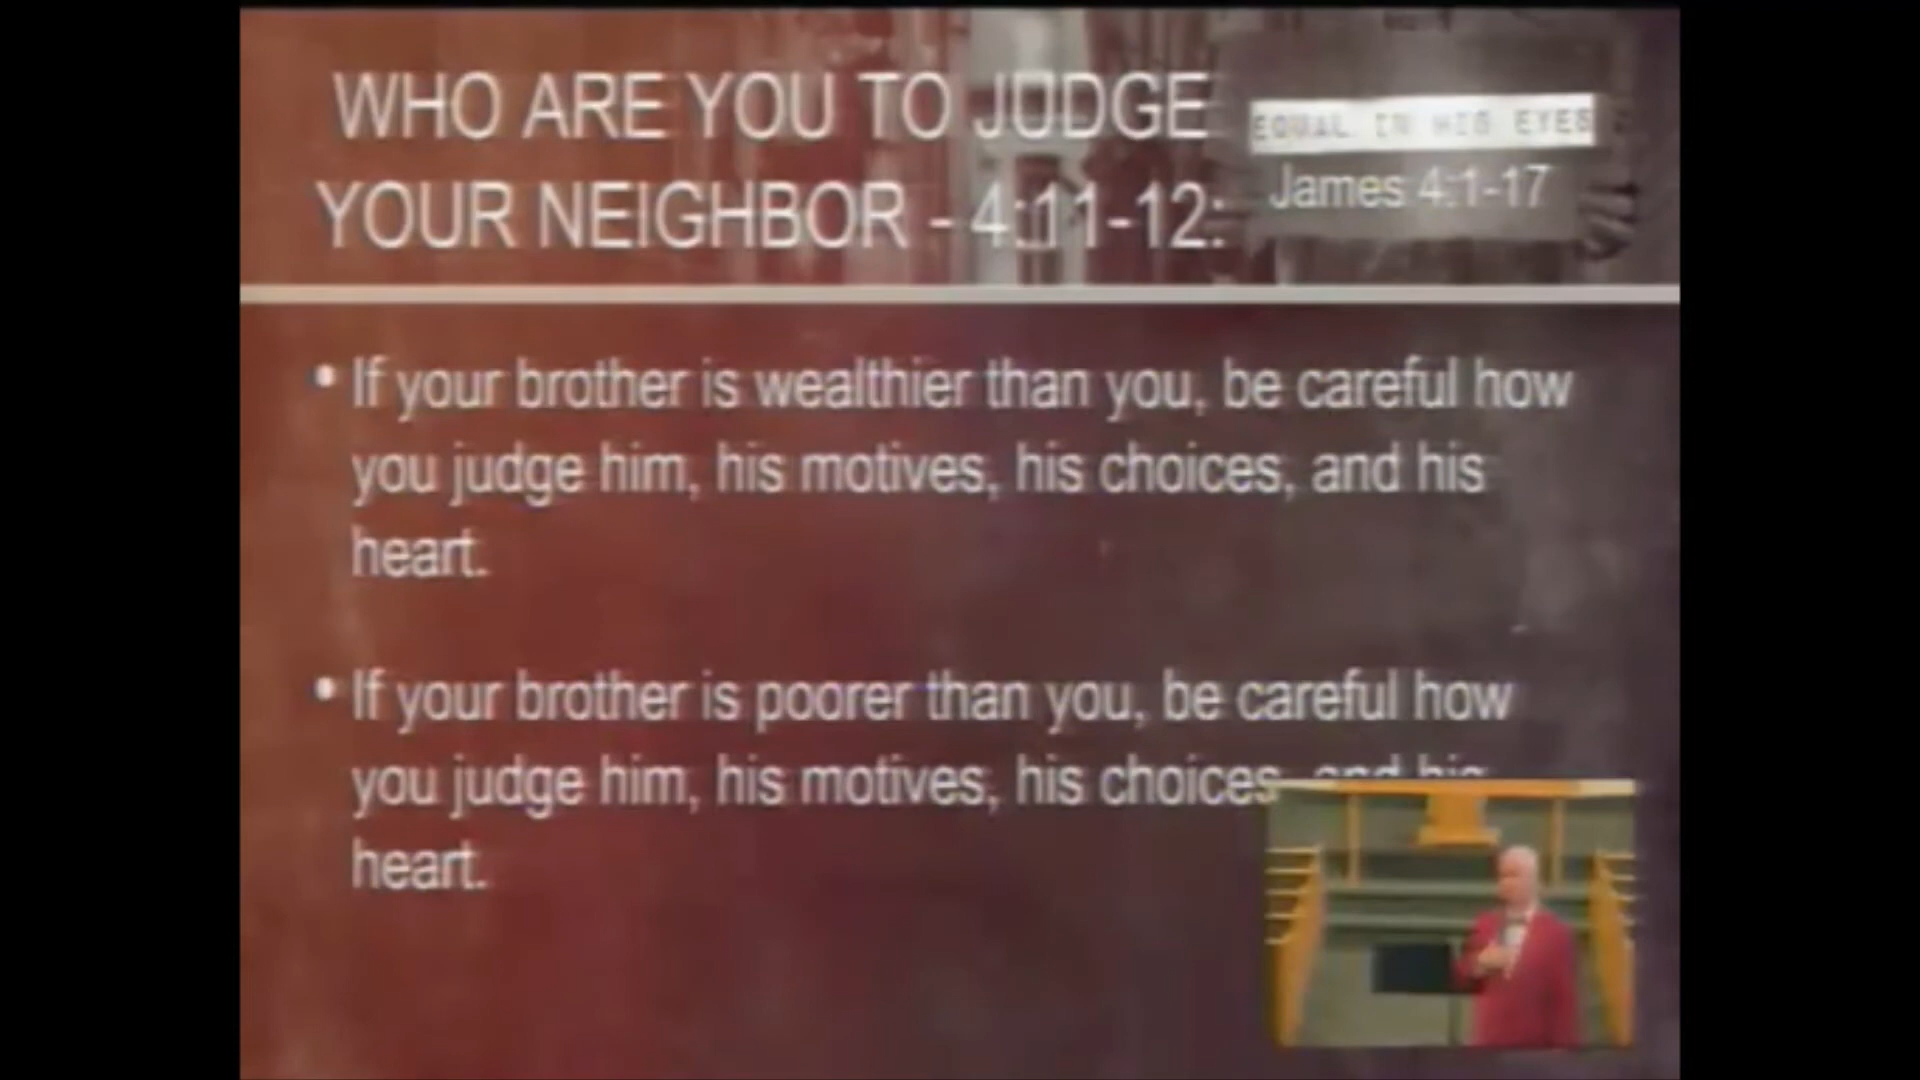 WHO ARE YOU TO JUDGE
YOUR NEIGHBOR - 4:11-12:
EQUAL IN HIS EYES
James 4:1-17
• If your brother is wealthier than you, be careful how
you judge him, his motives, his choices, and his
heart.
• If your brother is poorer than you, be careful how
you judge him, his motives, his choices and his
heart.